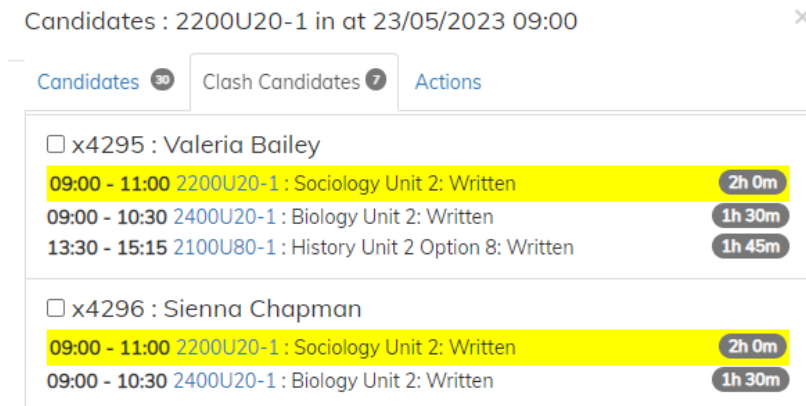 Candidates : 2200U20-1 in at 23/05/2023 09:00 ×
Candidates 30 Clash Candidates 7 Actions
x4295 : Valeria Bailey
09:00 - 11:00 2200U20-1 : Sociology Unit 2: Written 2h 0m
09:00 - 10:30 2400U20-1 : Biology Unit 2: Written 1h 30m
13:30 - 15:15 2100U80-1 : History Unit 2 Option 8: Written 1h 45m
x4296 : Sienna Chapman
09:00 - 11:00 2200U20-1 : Sociology Unit 2: Written 2h 0m
09:00 - 10:30 2400U20-1 : Biology Unit 2: Written 1h 30m